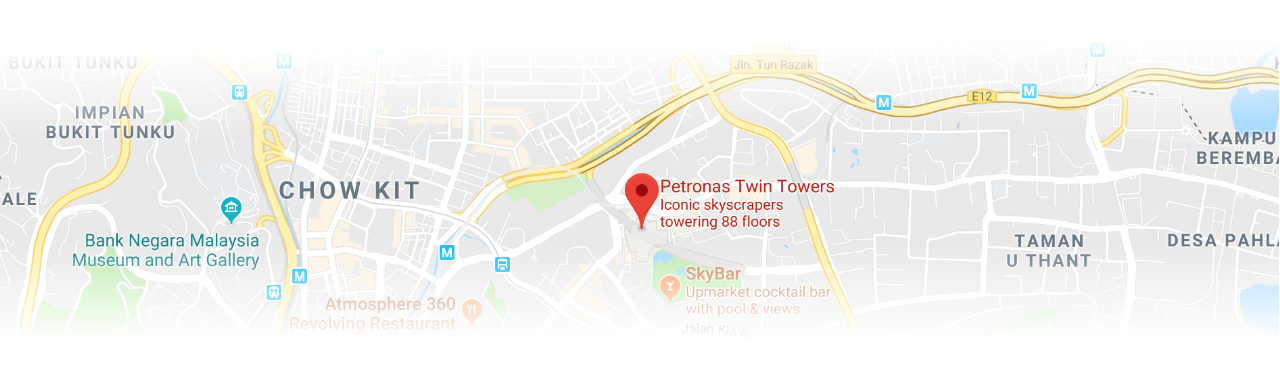 BUKIT TUNKU
Jln. Tun Razak
IMPIAN
BUKIT TUNKU
M
M
M
E12
KAMPU
BEREMBA
CHOW KIT
Petronas Twin Towers
Iconic skyscrapers
towering 88 floors
ALE
Bank Negara Malaysia
Museum and Art Gallery
TAMAN
U THANT
DESA PAHLA
M
M
SkyBar
Upmarket cocktail bar
with pool & views
Atmosphere 360
Revolving Restaurant
Jalan Kia P